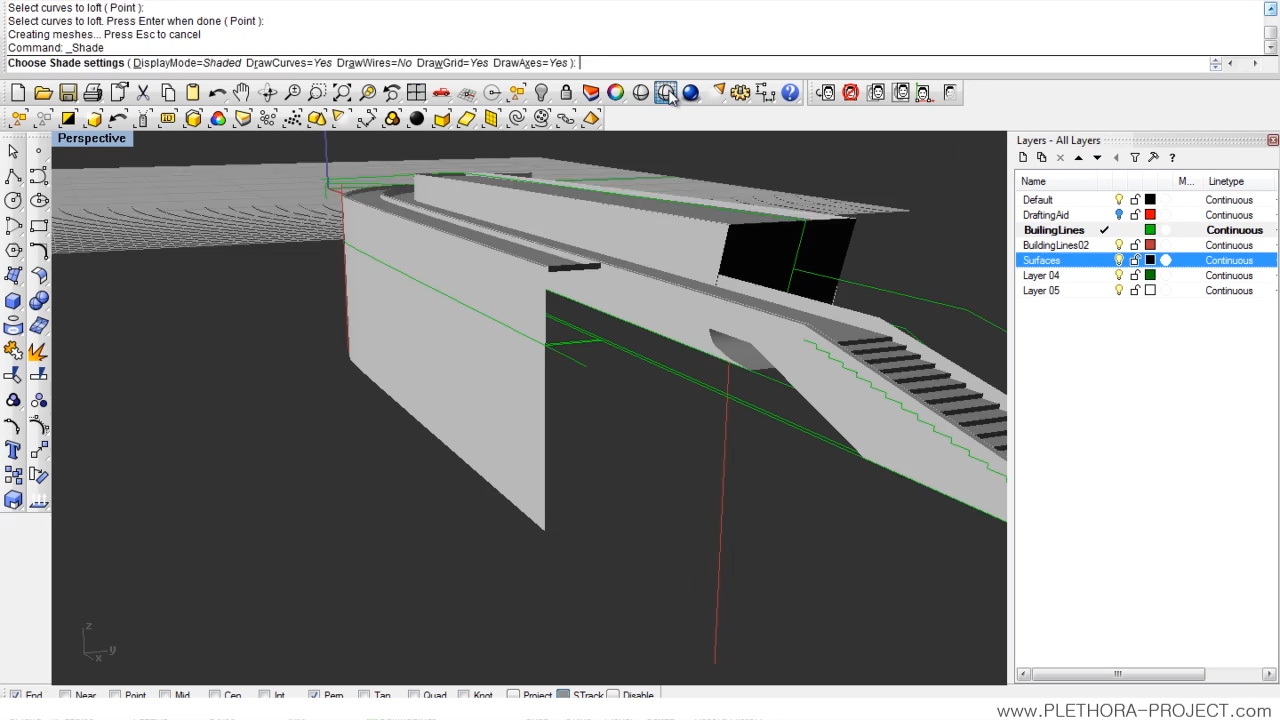 Select curves to loft ( Point ):
Select curves to loft. Press Enter when done ( Point ):
Creating meshes... Press Esc to cancel
Command: _Shade
Choose Shade settings ( DisplayMode=Shaded DrawCurves=Yes DrawWires=No DrawGrid=Yes DrawAxes=Yes ):
Perspective
Layers - All Layers
Name M... Linetype
Default Continuous
DraftingAid Continuous
BuilingLines Continuous
BuildingLines02 Continuous
Surfaces Continuous
Layer 04 Continuous
Layer 05 Continuous
z
y
x
End Near Point Mid Cen Int Perp Tan Quad Knot Project STrack Disable
www.PLETHORA-PROJECT.com